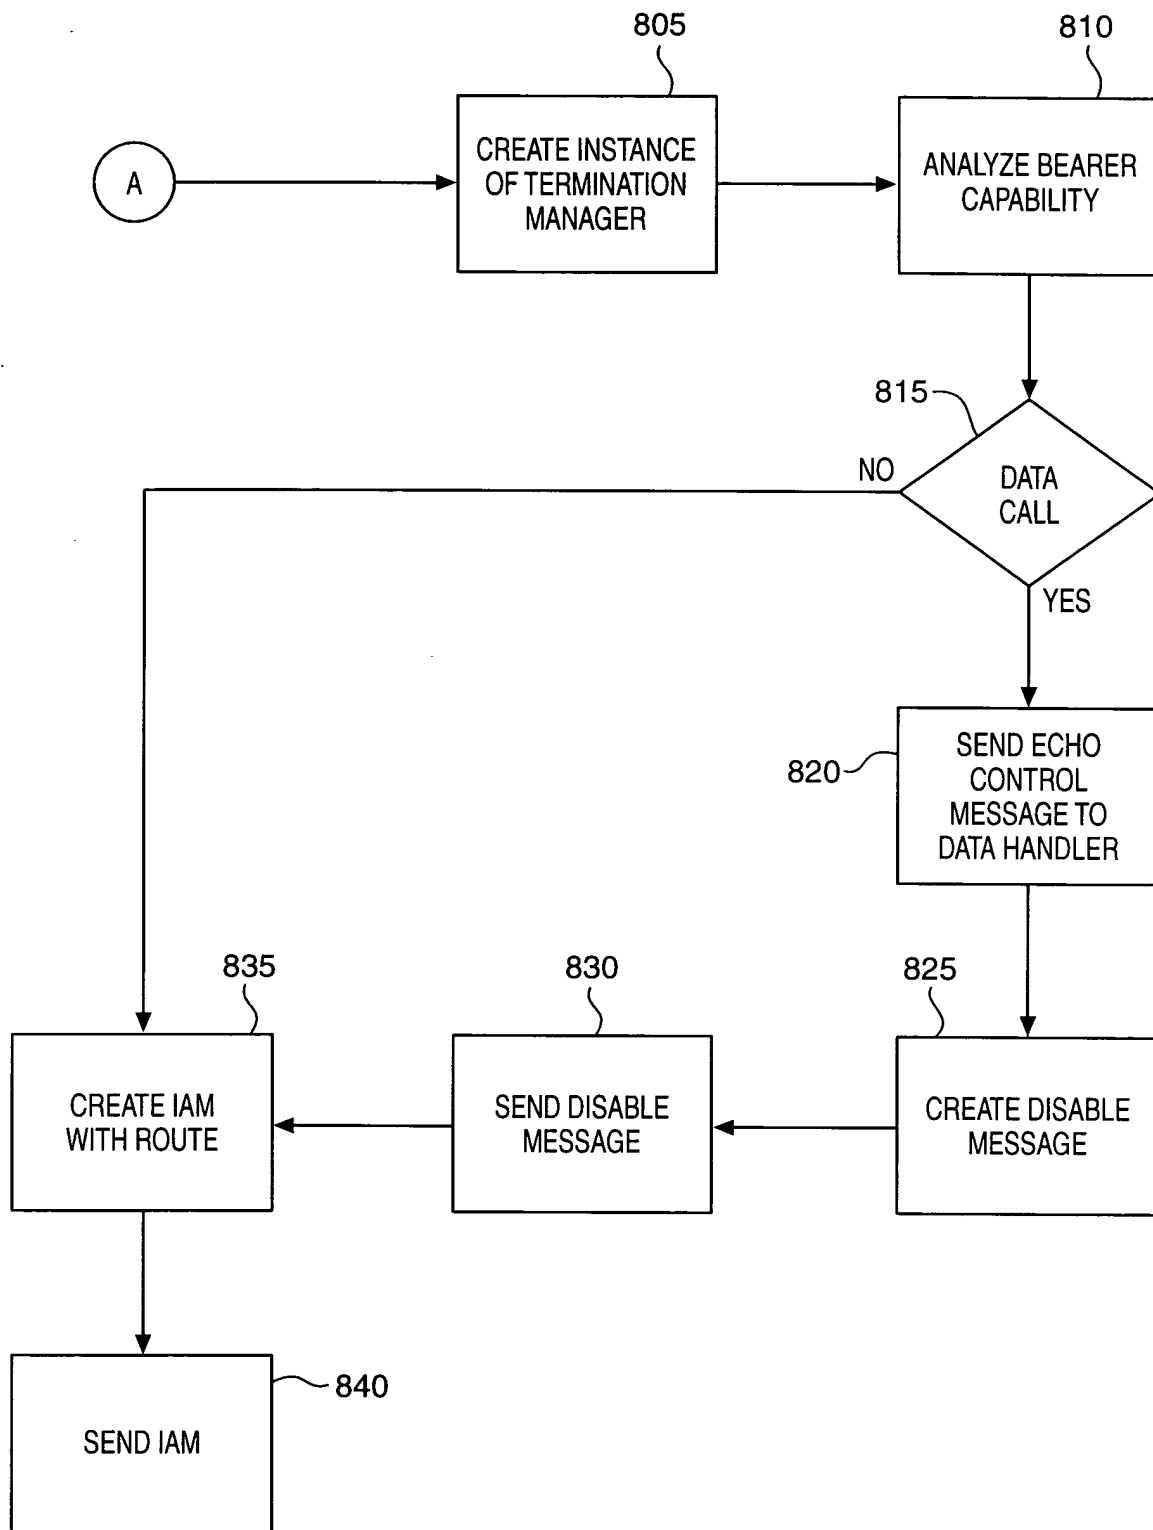 805
810
A
CREATE INSTANCE
OF TERMINATION
MANAGER
ANALYZE BEARER
CAPABILITY
815
NO
DATA
CALL
YES
820
SEND ECHO
CONTROL
MESSAGE TO
DATA HANDLER
835
830
825
CREATE IAM
WITH ROUTE
SEND DISABLE
MESSAGE
CREATE DISABLE
MESSAGE
840
SEND IAM